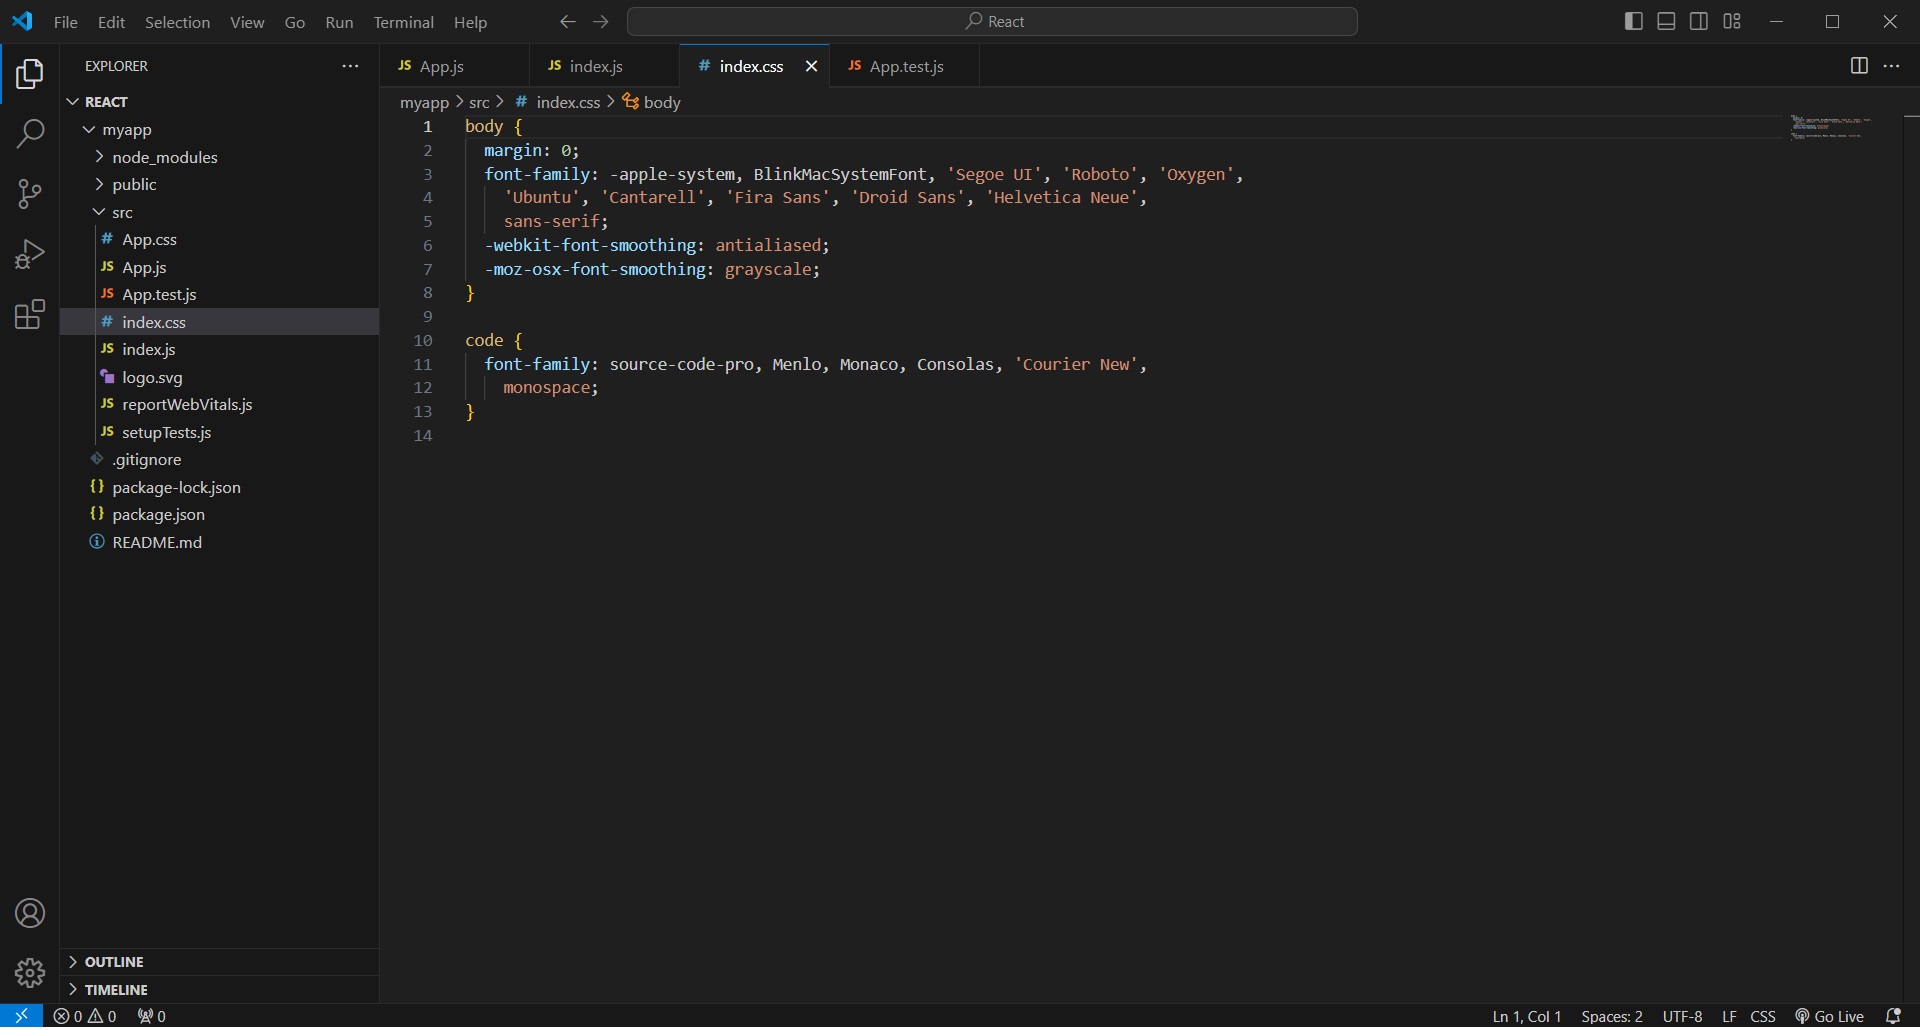 File Edit Selection View Go Run Terminal Help
React
EXPLORER
REACT
myapp
node_modules
public
src
# App.css
JS App.js
JS App.test.js
# index.css
JS index.js
logo.svg
JS reportWebVitals.js
JS setupTests.js
.gitignore
{} package-lock.json
{} package.json
README.md
OUTLINE
TIMELINE
JS App.js JS index.js # index.css JS App.test.js
myapp > src > # index.css > body
1 body {
2 margin: 0;
3 font-family: -apple-system, BlinkMacSystemFont, 'Segoe UI', 'Roboto', 'Oxygen',
4 'Ubuntu', 'Cantarell', 'Fira Sans', 'Droid Sans', 'Helvetica Neue',
5 sans-serif;
6 -webkit-font-smoothing: antialiased;
7 -moz-osx-font-smoothing: grayscale;
8 }
9
10 code {
11 font-family: source-code-pro, Menlo, Monaco, Consolas, 'Courier New',
12 monospace;
13 }
14
0 0 0 Ln 1, Col 1 Spaces: 2 UTF-8 LF CSS Go Live